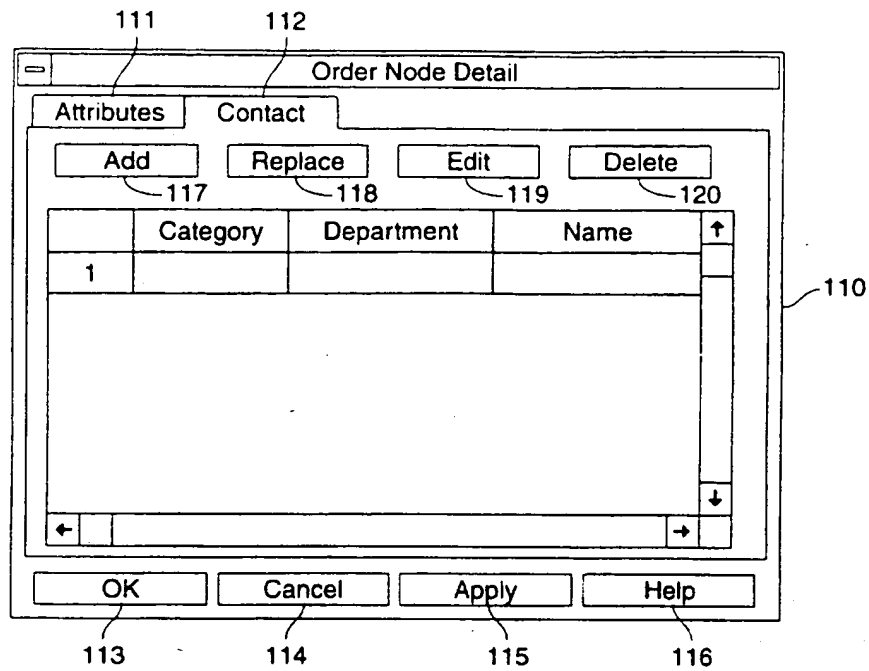 111 112
Order Node Detail
Attributes Contact
Add Replace Edit Delete
117 118 119 120
Category Department Name
1
110
OK Cancel Apply Help
113 114 115 116